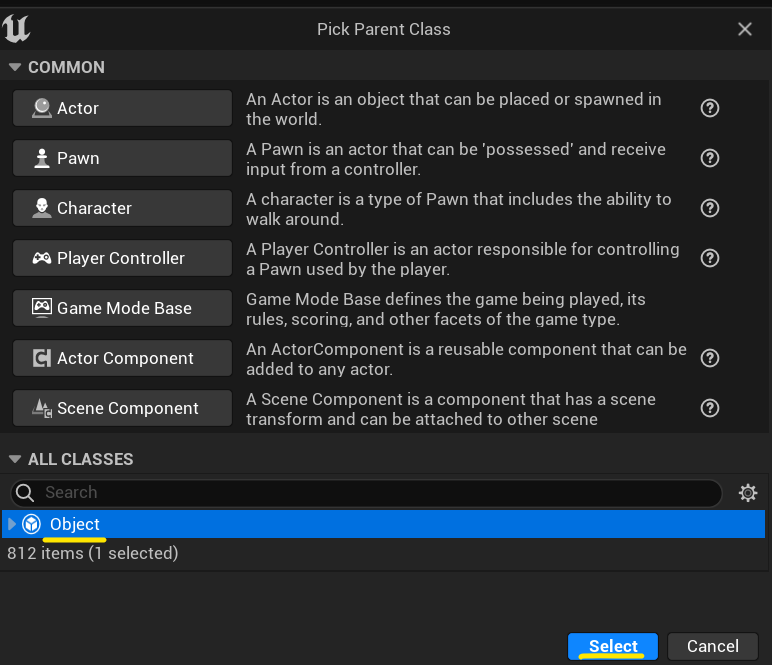 Pick Parent Class
COMMON
Actor
An Actor is an object that can be placed or spawned in
the world.
Pawn
A Pawn is an actor that can be 'possessed' and receive
input from a controller.
Character
A character is a type of Pawn that includes the ability to
walk around.
Player Controller
A Player Controller is an actor responsible for controlling
a Pawn used by the player.
Game Mode Base
Game Mode Base defines the game being played, its
rules, scoring, and other facets of the game type.
Actor Component
An ActorComponent is a reusable component that can be
added to any actor.
Scene Component
A Scene Component is a component that has a scene
transform and can be attached to other scene
ALL CLASSES
Search
Object
812 items (1 selected)
Select
Cancel